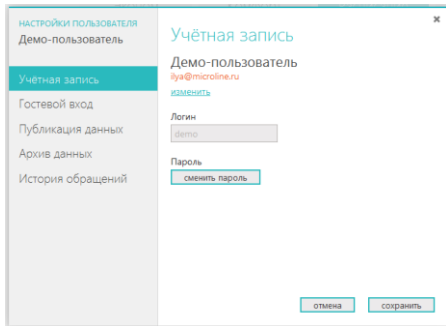 НАСТРОЙКИ ПОЛЬЗОВАТЕЛЯ
Демо-пользователь
Учётная запись
Гостевой вход
Публикация данных
Архив данных
История обращений
Учётная запись
Демо-пользователь
ilya@microline.ru
изменить
Логин
demo
Пароль
сменить пароль
отмена
сохранить